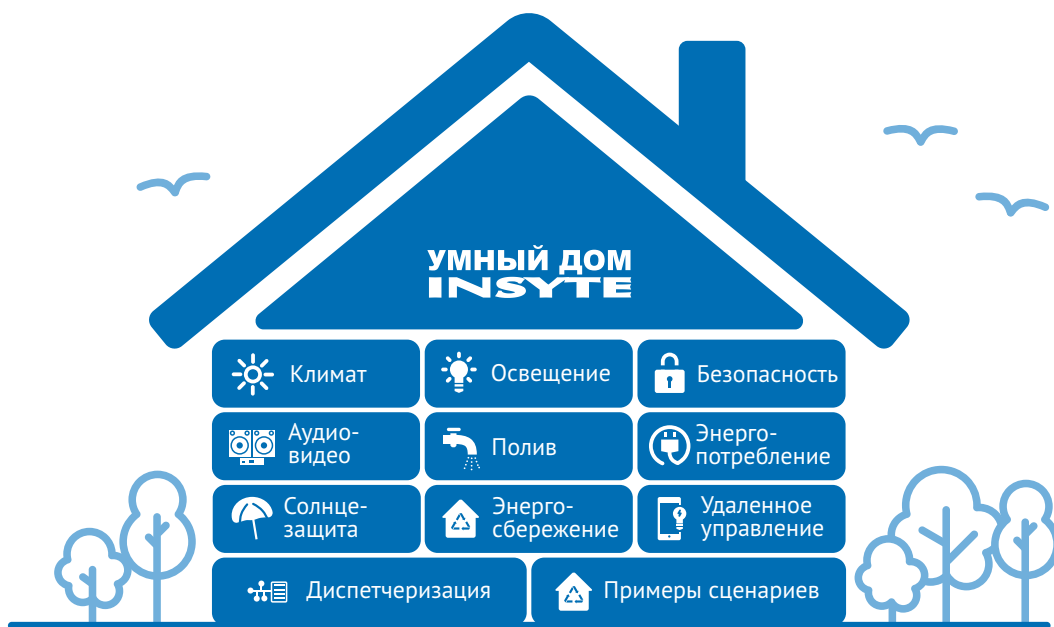 УМНЫЙ ДОМ
INSYTE
Климат
Освещение
Безопасность
Аудио-
видео
Полив
Энерго-
потребление
Солнце-
защита
Энерго-
сбережение
Удаленное
управление
Диспетчеризация
Примеры сценариев